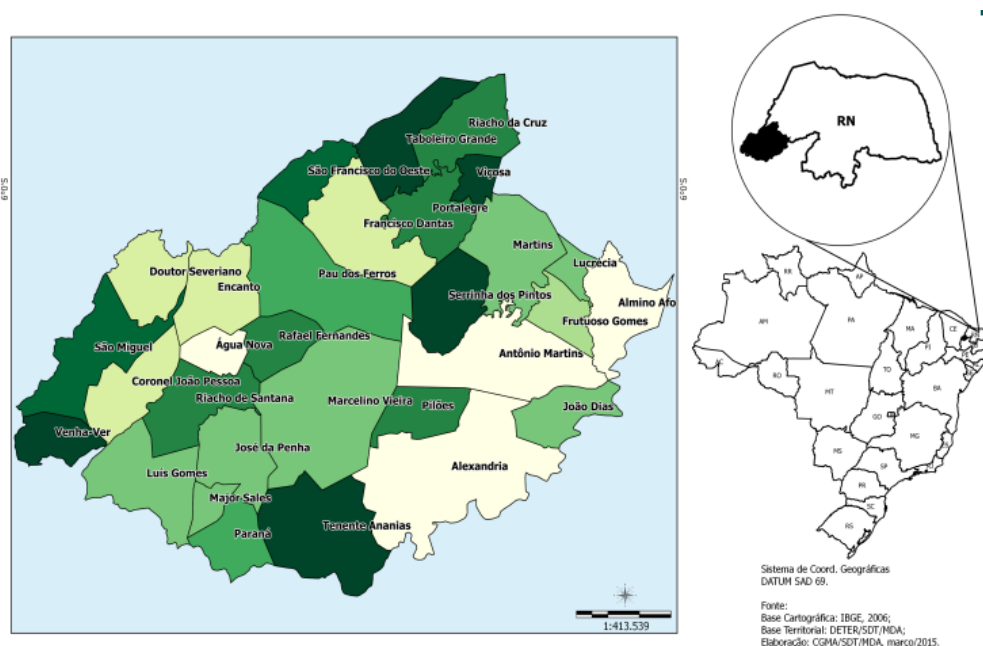 Riacho da Cruz
Taboleiro Grande
São Francisco do Oeste
Viçosa
Portalegre
Francisco Dantas
Martins
Lucrécia
Doutor Severiano
Pau dos Ferros
Encanto
Serrinha dos Pintos
Almino Afo
Frutuoso Gomes
Rafael Fernandes
Água Nova
São Miguel
Antônio Martins
Coronel João Pessoa
Riacho de Santana
Marcelino Vieira
Pilões
João Dias
Venha-Ver
José da Penha
Luís Gomes
Alexandria
Major Sales
Tenente Ananias
Paraná
6°0'S
6°0'S
1:413.539
RN
RR
AP
AM
PA
MA
CE
PI
AC
RO
TO
MT
BA
GO
MG
MS
SP
PR
SC
RS
Sistema de Coord. Geográficas
DATUM SAD 69.
Fonte:
Base Cartográfica: IBGE, 2006;
Base Territorial: DETER/SDT/MDA;
Elaboração: CGMA/SDT/MDA, março/2015.